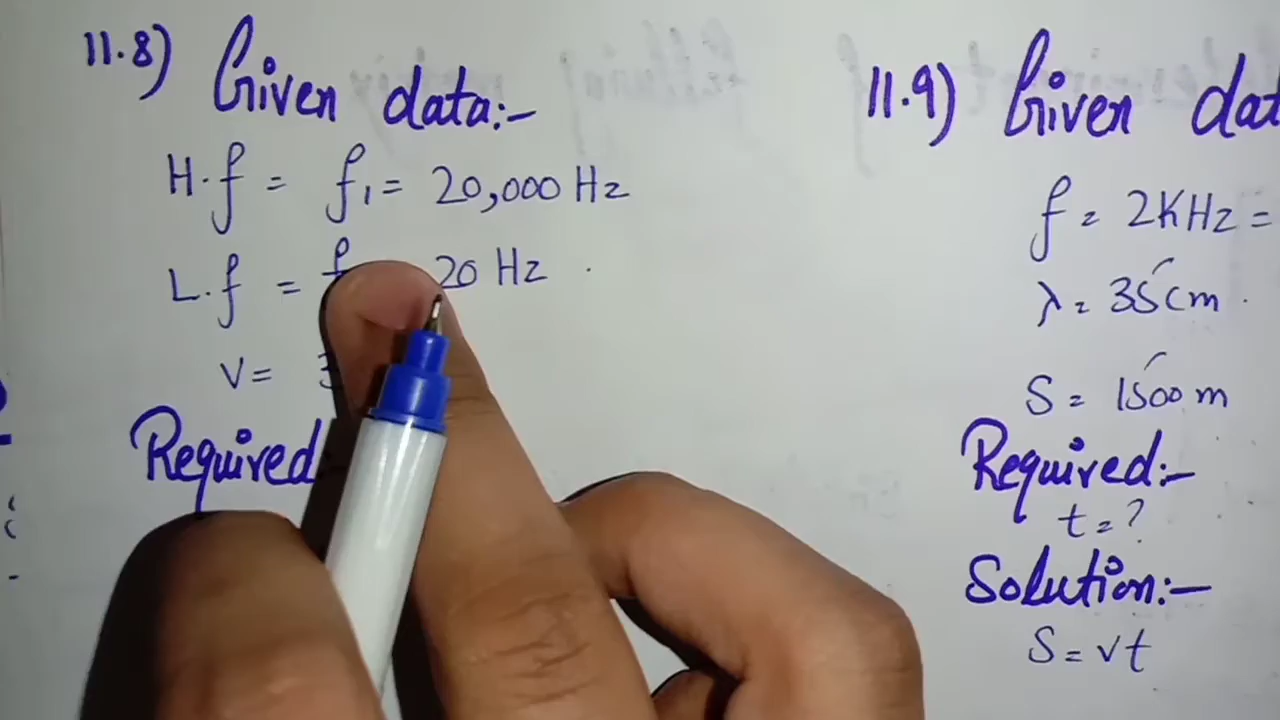 11.8) Given data:-
H.f = f₁ = 20,000 Hz
L.f = 20 Hz
V =
Required:
11.9) Given dat
f = 2KHz =
λ = 35cm.
S = 1500m
Required:-
t = ?
Solution:-
S = vt